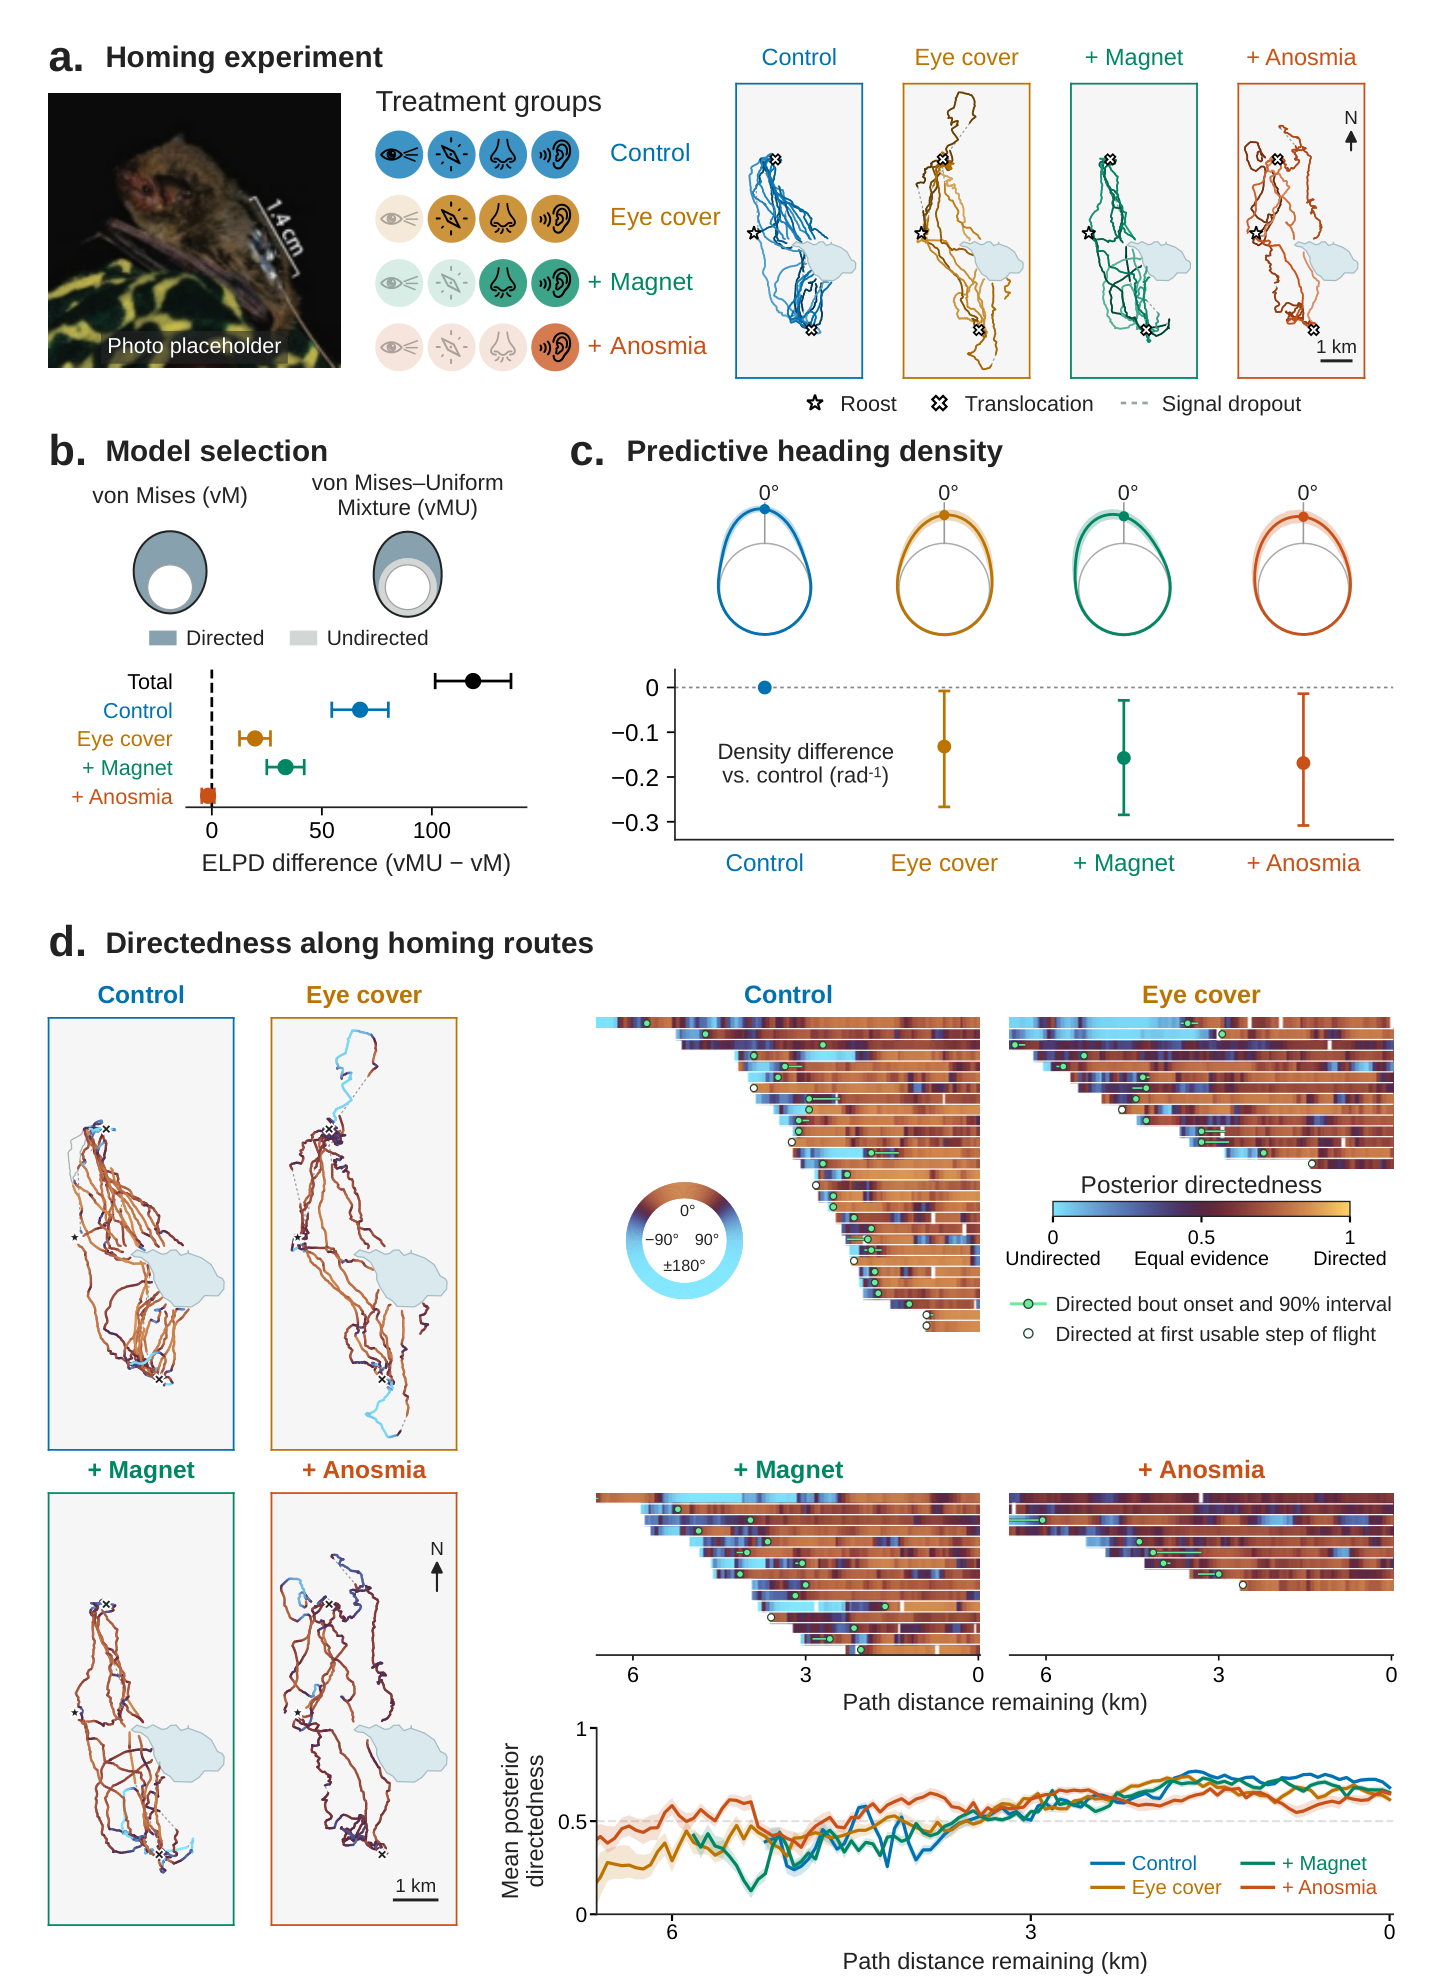 a. Homing experiment
1.4 cm
Photo placeholder
Treatment groups
Control
Eye cover
+ Magnet
+ Anosmia
Control
Eye cover
+ Magnet
+ Anosmia
N
1 km
Roost
Translocation
Signal dropout
b. Model selection
von Mises (vM)
von Mises–Uniform
Mixture (vMU)
Directed
Undirected
Total
Control
Eye cover
+ Magnet
+ Anosmia
0 50 100
ELPD difference (vMU − vM)
c. Predictive heading density
0° 0° 0° 0°
0
−0.1
−0.2
−0.3
Density difference
vs. control (rad⁻¹)
Control Eye cover + Magnet + Anosmia
d. Directedness along homing routes
Control
Eye cover
+ Magnet
+ Anosmia
N
1 km
Control
0°
−90° 90°
±180°
Eye cover
Posterior directedness
0 0.5 1
Undirected Equal evidence Directed
Directed bout onset and 90% interval
Directed at first usable step of flight
+ Magnet
+ Anosmia
6 3 0
6 3 0
Path distance remaining (km)
Mean posterior
directedness
1
0.5
0
Control
Eye cover
+ Magnet
+ Anosmia
6 3 0
Path distance remaining (km)